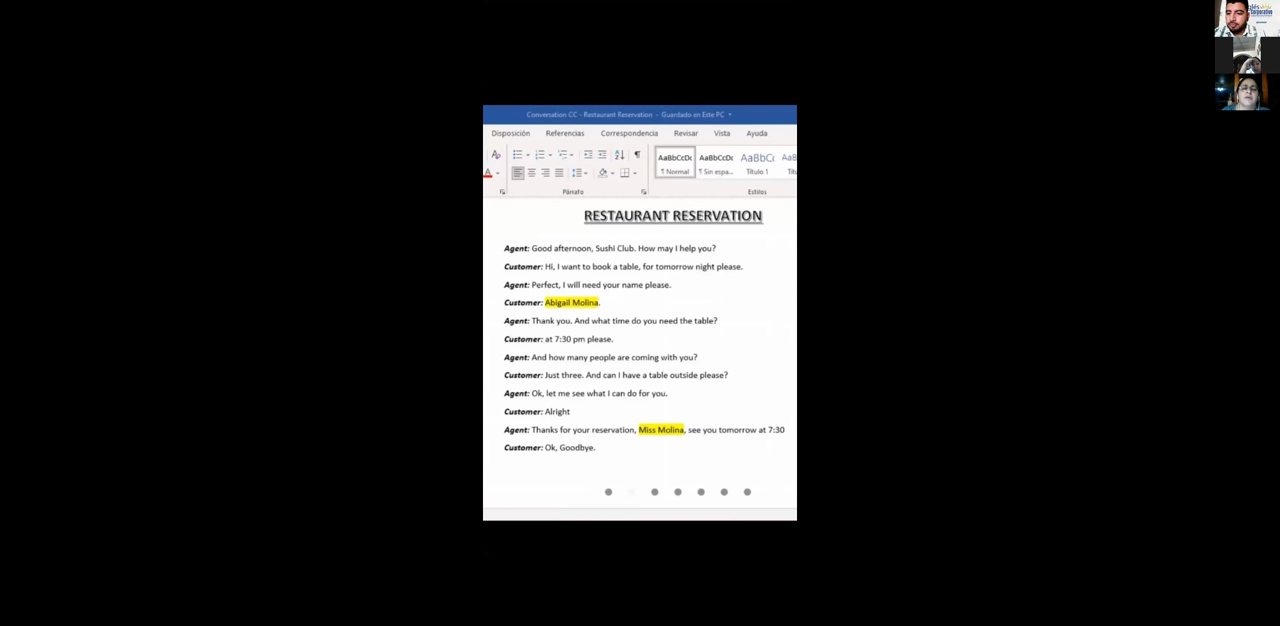 Conversation CC - Restaurant Reservation - Guardado en Este PC
Disposición Referencias Correspondencia Revisar Vista Ayuda
AaBbCcDc AaBbCcDc AaBbC
¶ Normal ¶ Sin espa... Título 1
Párrafo Estilos
RESTAURANT RESERVATION
Agent: Good afternoon, Sushi Club. How may I help you?
Customer: Hi, I want to book a table, for tomorrow night please.
Agent: Perfect, I will need your name please.
Customer: Abigail Molina.
Agent: Thank you. And what time do you need the table?
Customer: at 7:30 pm please.
Agent: And how many people are coming with you?
Customer: Just three. And can I have a table outside please?
Agent: Ok, let me see what I can do for you.
Customer: Alright
Agent: Thanks for your reservation, Miss Molina, see you tomorrow at 7:30
Customer: Ok, Goodbye.